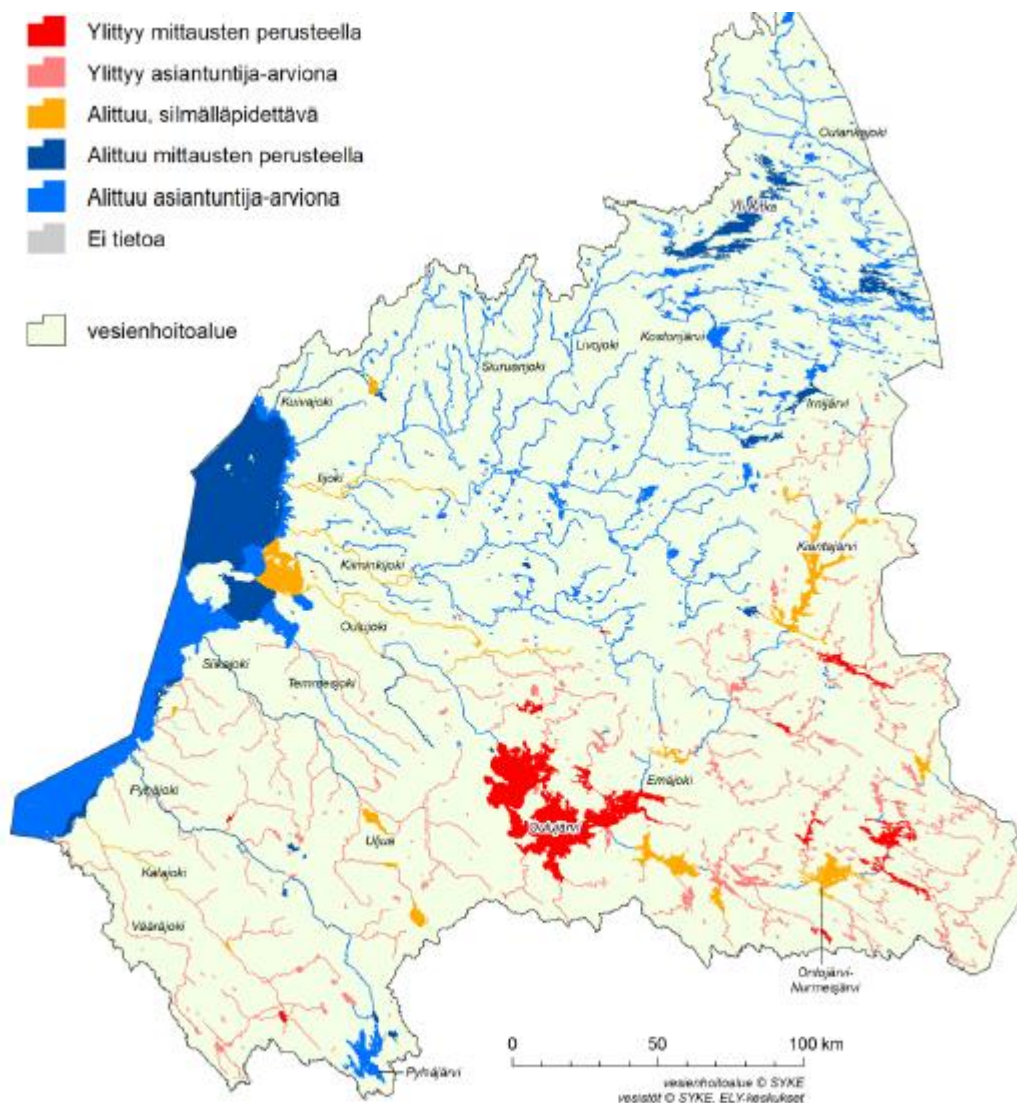 Ylittyy mittausten perusteella
Ylittyy asiantuntija-arviona
Alittuu, silmälläpidettävä
Alittuu mittausten perusteella
Alittuu asiantuntija-arviona
Ei tietoa
vesienhoitoalue
Oulankajoki
Yli-Kitka
Kostonjärvi
Livojoki
Siuruanjoki
Kuivajoki
Irnijärvi
Iijoki
Kiantajärvi
Kiiminkijoki
Oulujoki
Siikajoki
Temmesjoki
Pyhäjoki
Emäjoki
Oulujärvi
Uljua
Kalajoki
Vääräjoki
Ontojärvi-
Nurmesjärvi
Pyhäjärvi
0 50 100 km
vesienhoitoalue © SYKE
vesistöt © SYKE, ELY-keskukset